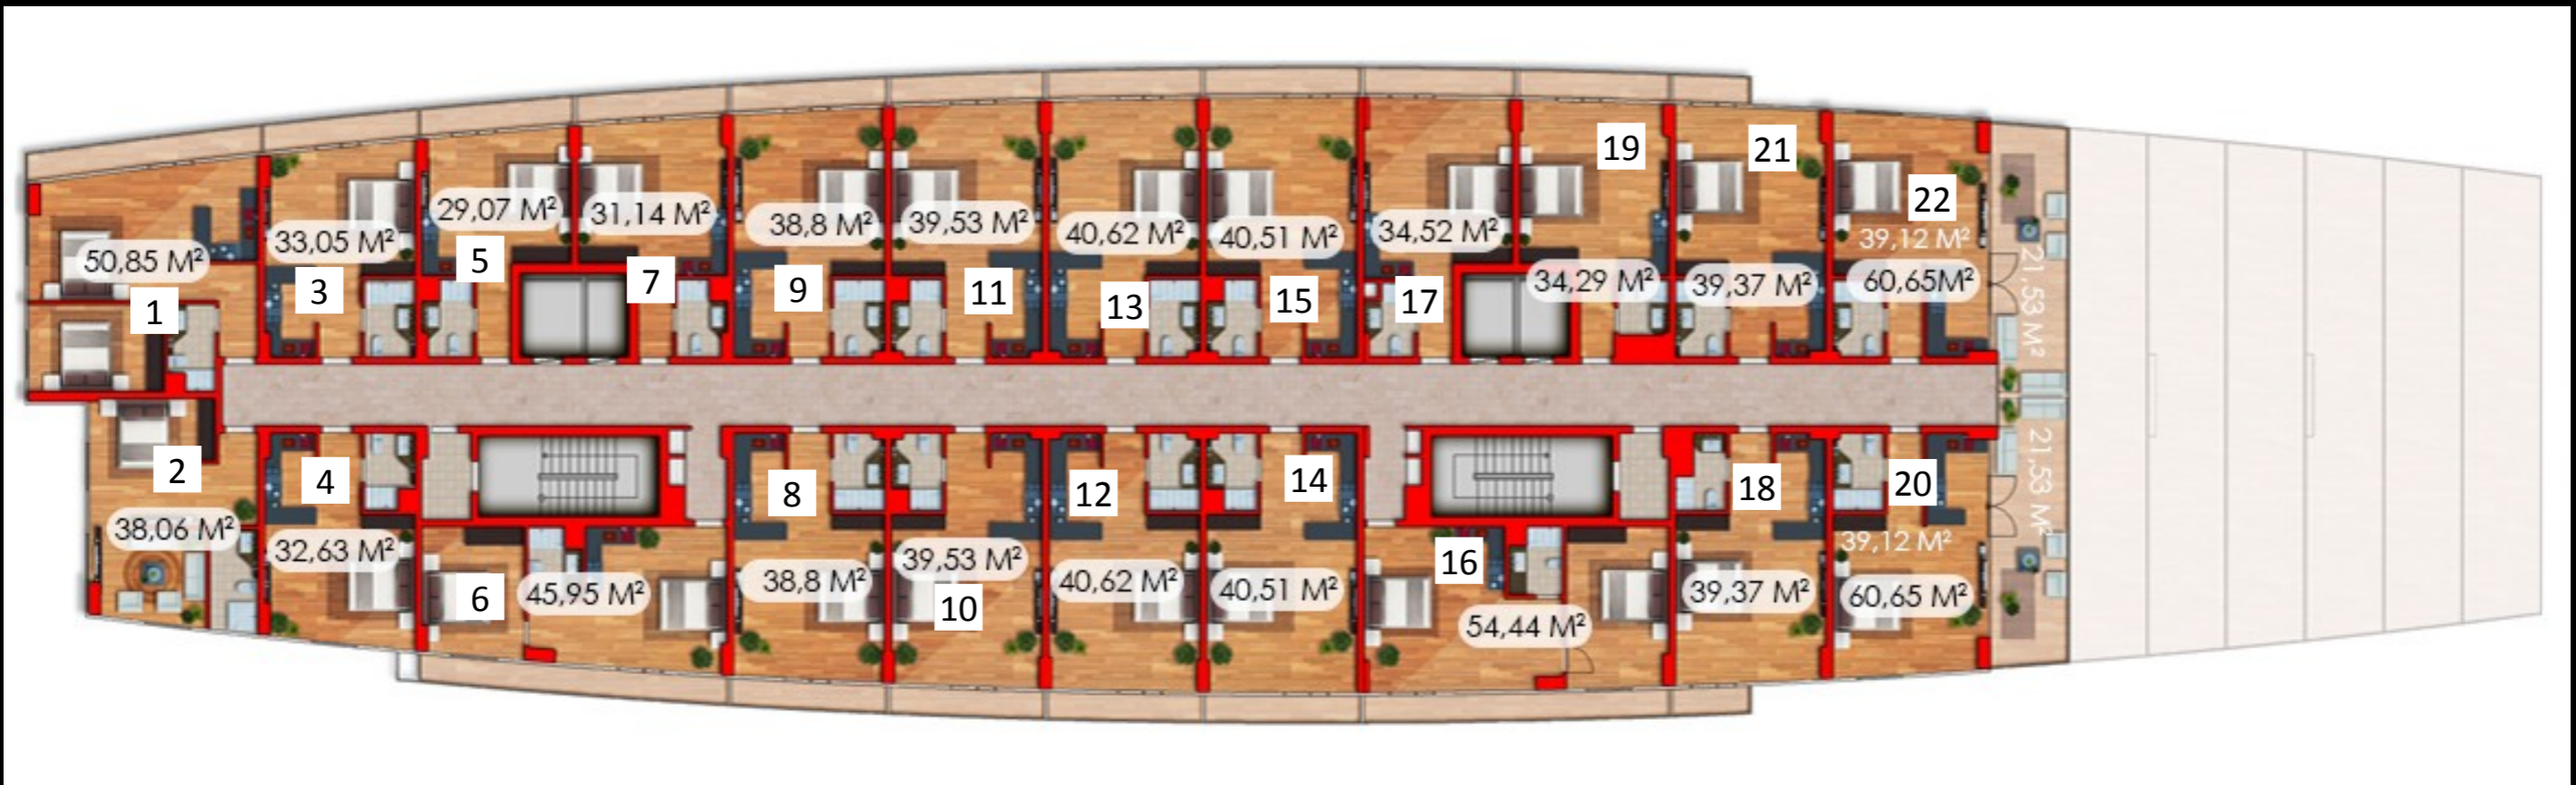 1
50,85 M²
2
38,06 M²
3
33,05 M²
4
32,63 M²
5
29,07 M²
6
45,95 M²
7
31,14 M²
8
38,8 M²
9
38,8 M²
10
39,53 M²
11
39,53 M²
12
40,62 M²
13
40,62 M²
14
40,51 M²
15
40,51 M²
16
54,44 M²
17
34,52 M²
18
39,37 M²
19
34,29 M²
20
39,12 M²
60,65 M²
21,53 M²
21
39,37 M²
22
39,12 M²
60,65M²
21,53 M²